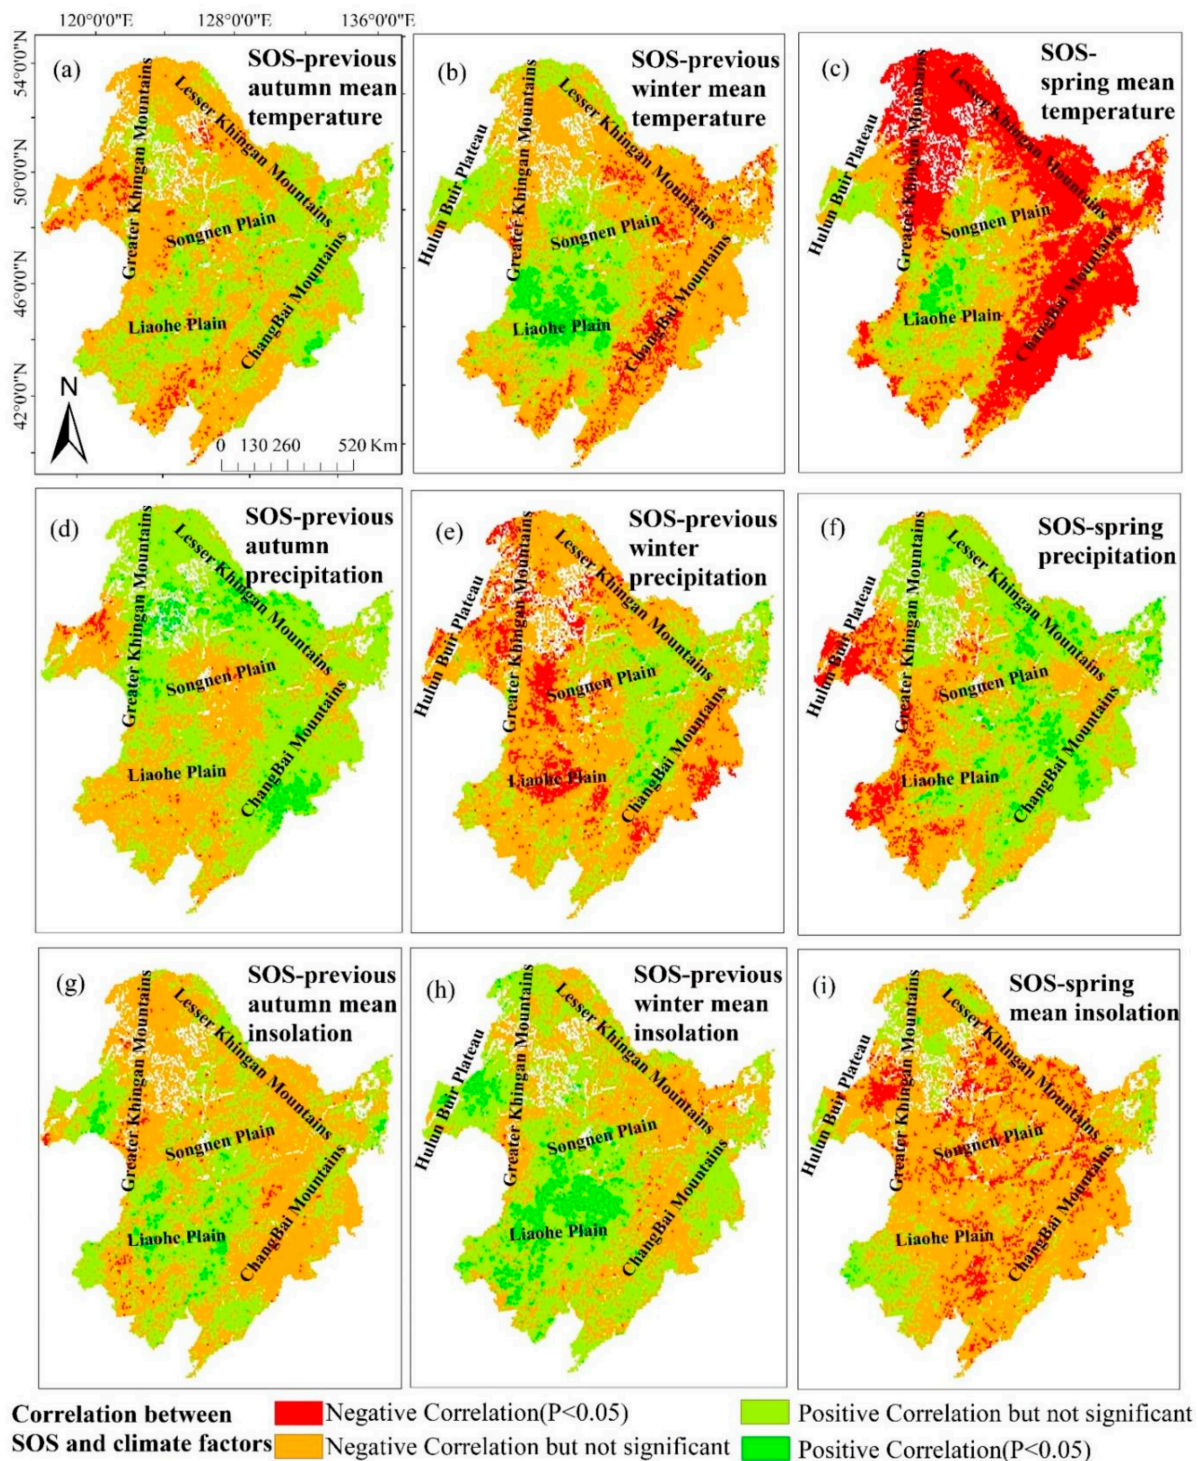 120°0'0"E 128°0'0"E 136°0'0"E
54°0'0"N
50°0'0"N
46°0'0"N
42°0'0"N
(a)
SOS-previous
autumn mean
temperature
Greater Khingan Mountains
Lesser Khingan Mountains
Songnen Plain
Liaohe Plain
ChangBai Mountains
N
0 130 260 520 Km
(b)
SOS-previous
winter mean
temperature
Hulun Buir Plateau
Greater Khingan Mountains
Lesser Khingan Mountains
Songnen Plain
Liaohe Plain
ChangBai Mountains
(c)
SOS-
spring mean
temperature
Hulun Buir Plateau
Greater Khingan Mountains
Lesser Khingan Mountains
Songnen Plain
Liaohe Plain
ChangBai Mountains
(d)
SOS-previous
autumn
precipitation
Greater Khingan Mountains
Lesser Khingan Mountains
Songnen Plain
Liaohe Plain
ChangBai Mountains
(e)
SOS-previous
winter
precipitation
Hulun Buir Plateau
Greater Khingan Mountains
Lesser Khingan Mountains
Songnen Plain
Liaohe Plain
ChangBai Mountains
(f)
SOS-spring
precipitation
Hulun Buir Plateau
Greater Khingan Mountains
Lesser Khingan Mountains
Songnen Plain
Liaohe Plain
ChangBai Mountains
(g)
SOS-previous
autumn mean
insolation
Greater Khingan Mountains
Lesser Khingan Mountains
Songnen Plain
Liaohe Plain
ChangBai Mountains
(h)
SOS-previous
winter mean
insolation
Hulun Buir Plateau
Greater Khingan Mountains
Lesser Khingan Mountains
Songnen Plain
Liaohe Plain
ChangBai Mountains
(i)
SOS-spring
mean insolation
Hulun Buir Plateau
Greater Khingan Mountains
Lesser Khingan Mountains
Songnen Plain
Liaohe Plain
ChangBai Mountains
Correlation between
SOS and climate factors
Negative Correlation(P<0.05)
Negative Correlation but not significant
Positive Correlation but not significant
Positive Correlation(P<0.05)